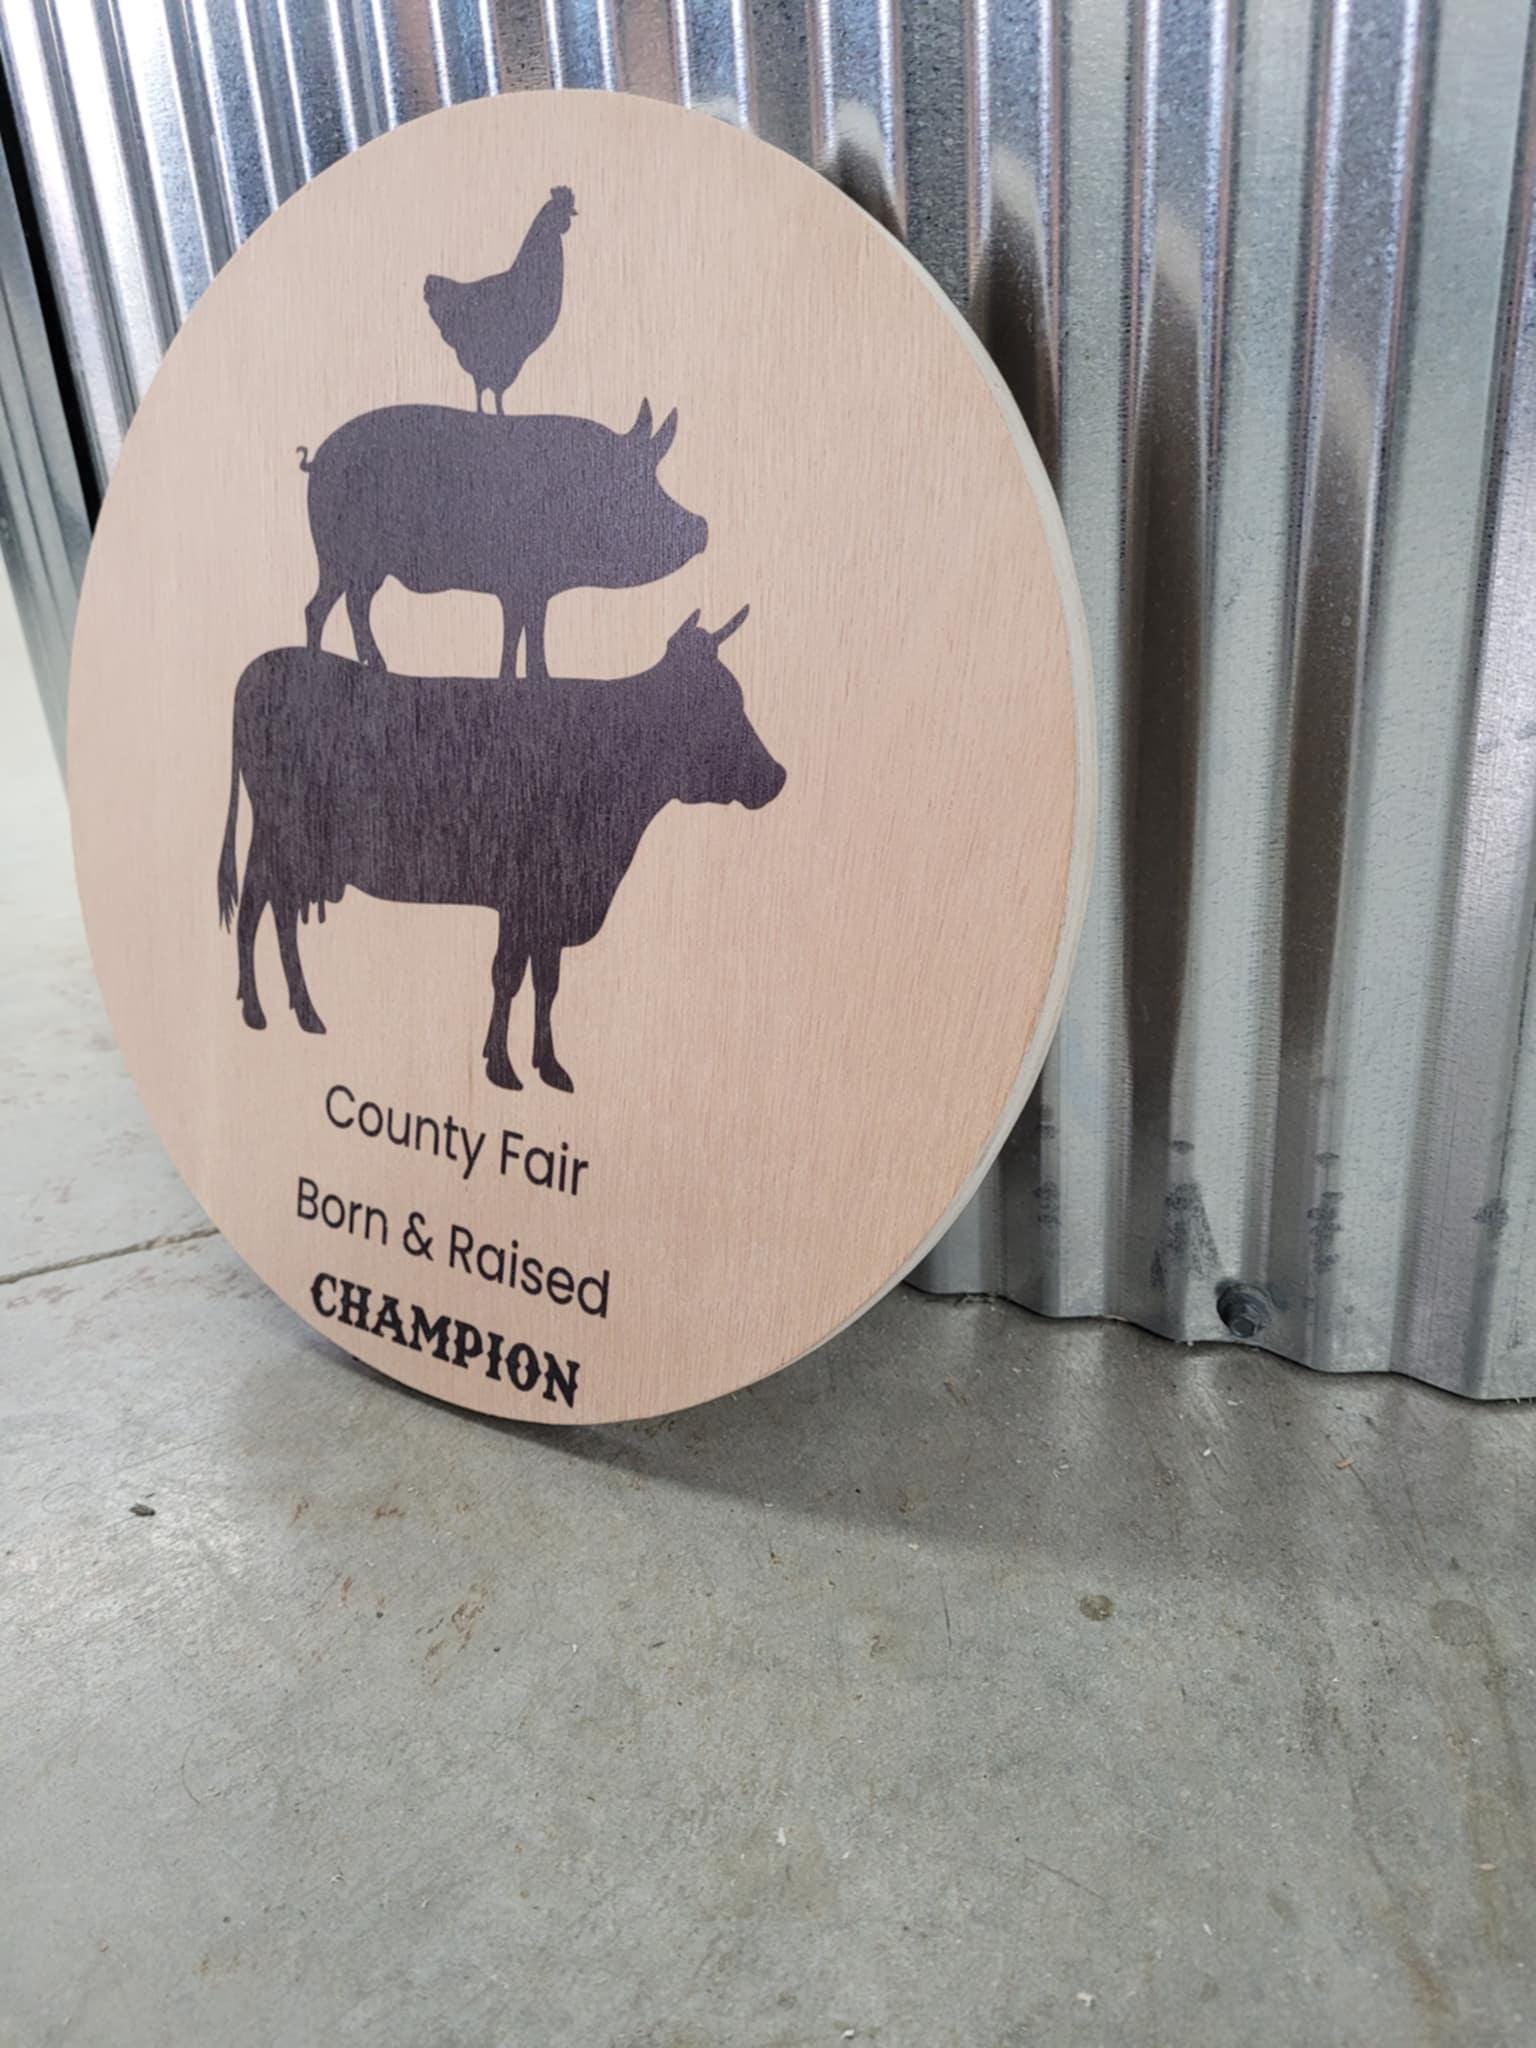 County Fair
Born & Raised
CHAMPION